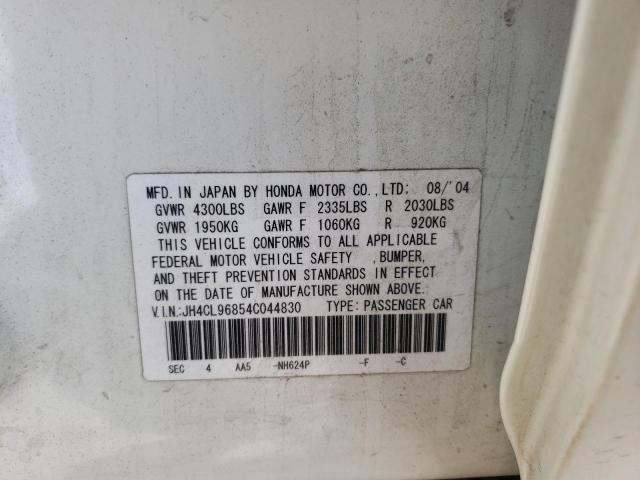 MFD. IN JAPAN BY HONDA MOTOR CO.,LTD: 08/'04
GVWR 4300LBS GAWR F 2335LBS R 2030LBS
GVWR 1950KG GAWR F 1060KG R 920KG
THIS VEHICLE CONFORMS TO ALL APPLICABLE
FEDERAL MOTOR VEHICLE SAFETY ,BUMPER,
AND THEFT PREVENTION STANDARDS IN EFFECT
ON THE DATE OF MANUFACTURE SHOWN ABOVE.
V.I.N.:JH4CL96854C044830 TYPE: PASSENGER CAR
SEC 4 AA5 -NH624P -F -C